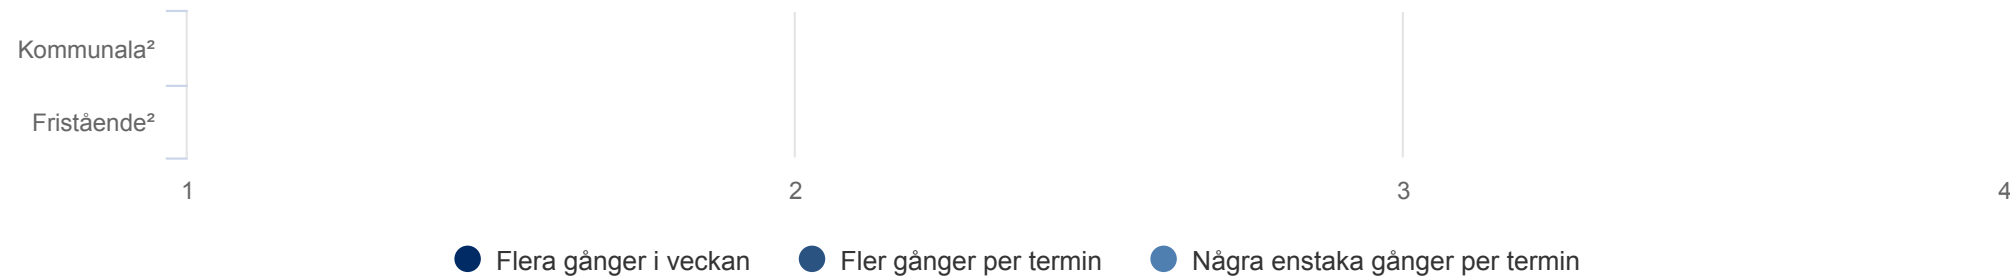 Kommunala²
Fristående²
1 2 3 4
Flera gånger i veckan Fler gånger per termin Några enstaka gånger per termin